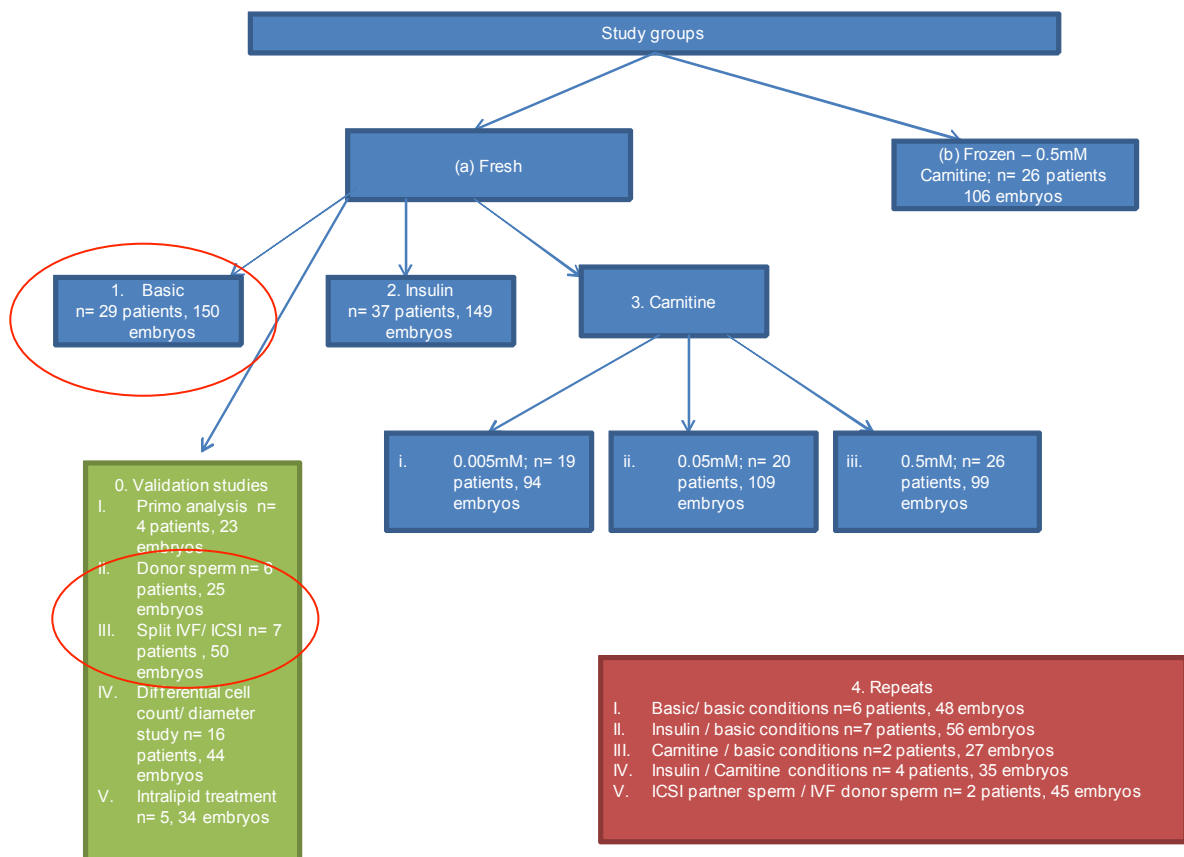 Study groups
(a) Fresh
(b) Frozen – 0.5mM
Carnitine; n= 26 patients
106 embryos
1. Basic
n= 29 patients, 150
embryos
2. Insulin
n= 37 patients, 149
embryos
3. Carnitine
i. 0.005mM; n= 19
patients, 94
embryos
ii. 0.05mM; n= 20
patients, 109
embryos
iii. 0.5mM; n= 26
patients, 99
embryos
0. Validation studies
I. Primo analysis n=
4 patients, 23
embryos
II. Donor sperm n= 6
patients, 25
embryos
III. Split IVF/ ICSI n= 7
patients , 50
embryos
IV. Differential cell
count/ diameter
study n= 16
patients, 44
embryos
V. Intralipid treatment
n= 5, 34 embryos
4. Repeats
I. Basic/ basic conditions n=6 patients, 48 embryos
II. Insulin / basic conditions n=7 patients, 56 embryos
III. Carnitine / basic conditions n=2 patients, 27 embryos
IV. Insulin / Carnitine conditions n= 4 patients, 35 embryos
V. ICSI partner sperm / IVF donor sperm n= 2 patients, 45 embryos